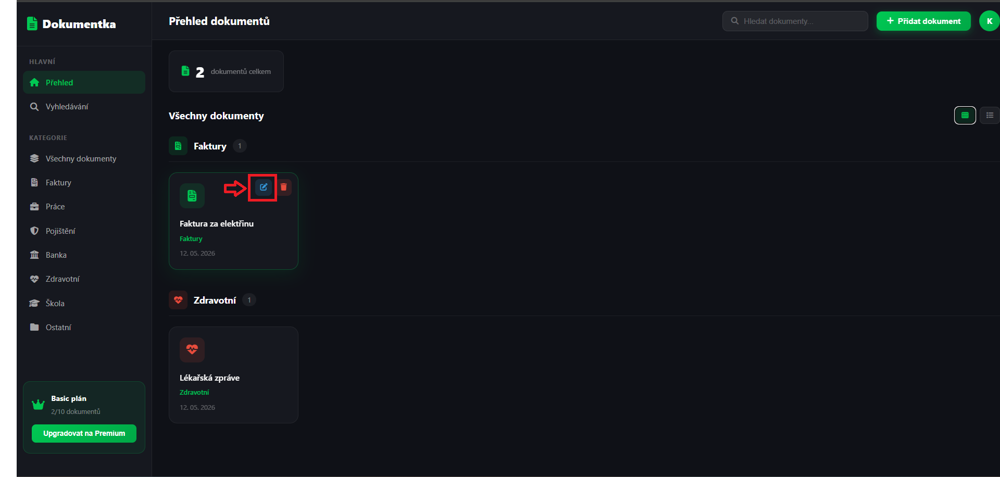 Dokumentka
Přehled dokumentů
Hledat dokumenty...
Přidat dokument
K
HLAVNÍ
Přehled
Vyhledávání
KATEGORIE
Všechny dokumenty
Faktury
Práce
Pojištění
Banka
Zdravotní
Škola
Ostatní
Basic plán
2/10 dokumentů
Upgradovat na Premium
2 dokumentů celkem
Všechny dokumenty
Faktury 1
Faktura za elektřinu
Faktury
12. 05. 2026
Zdravotní 1
Lékařská zpráve
Zdravotní
12. 05. 2026